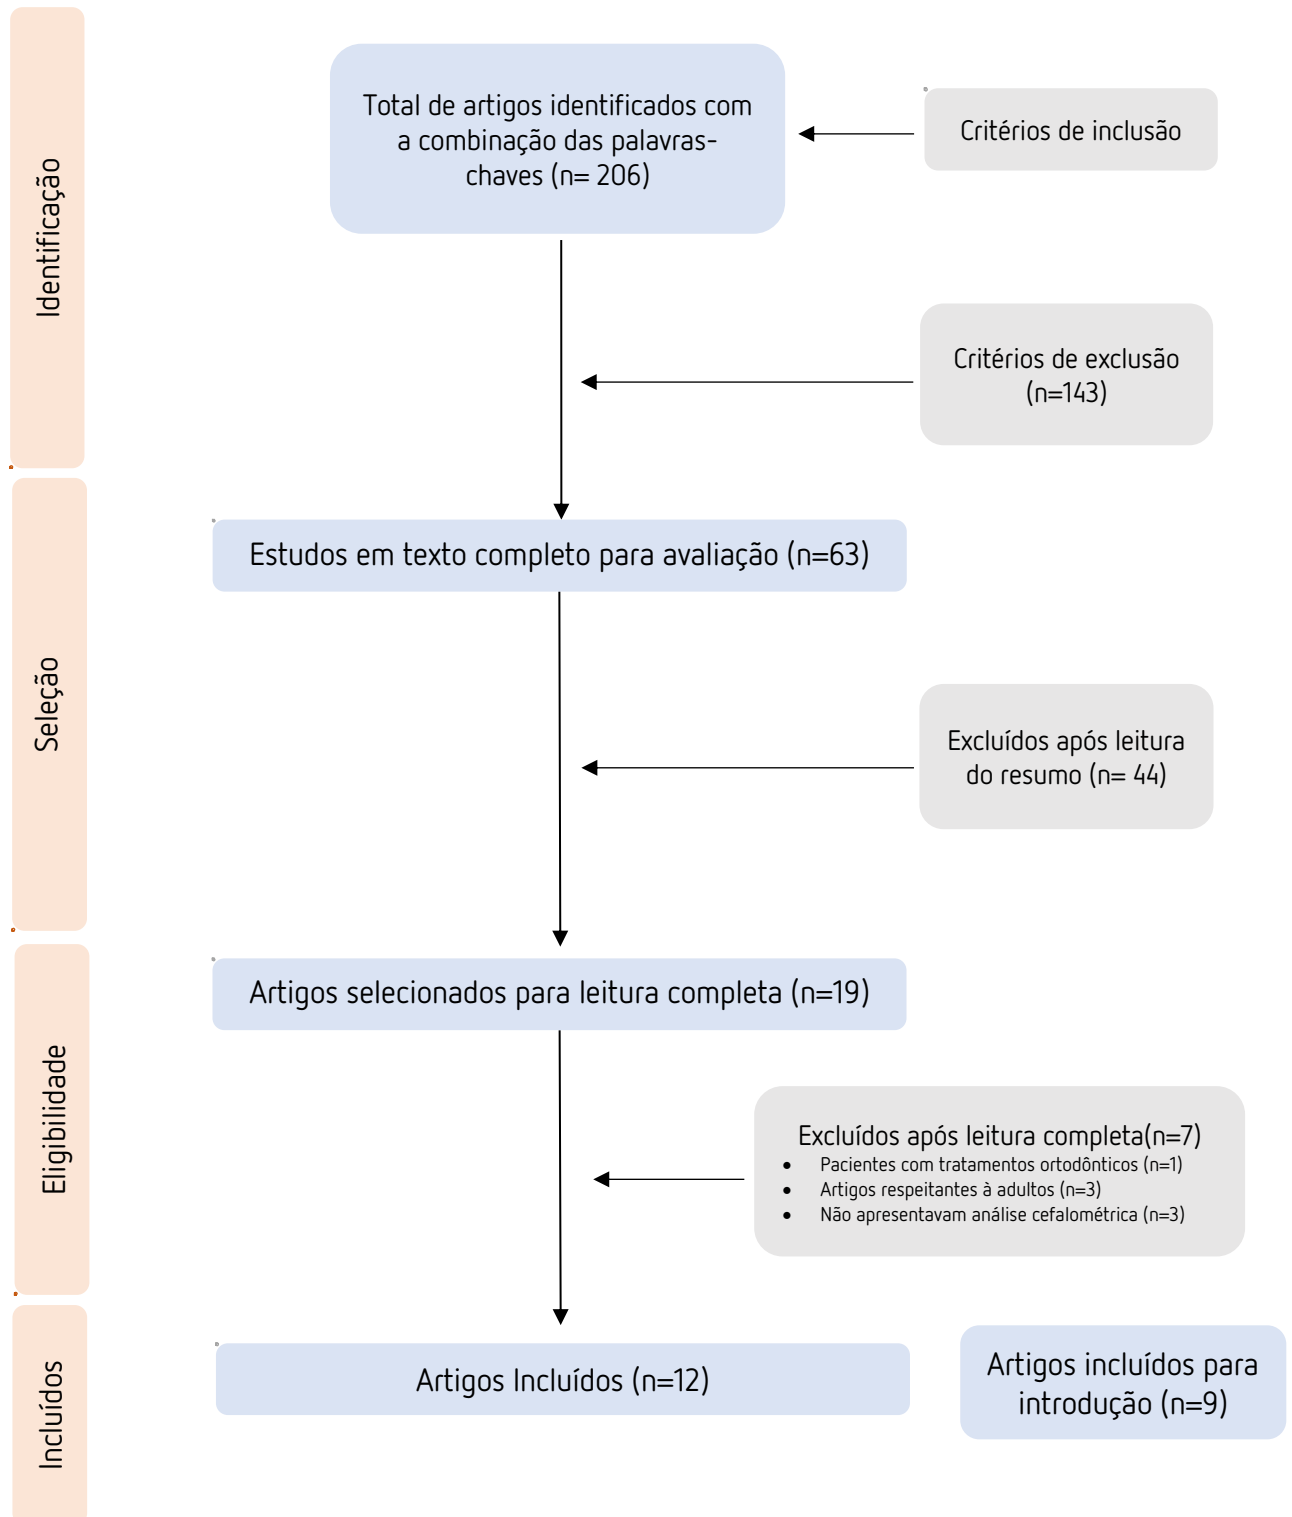 Identificação
Total de artigos identificados com
a combinação das palavras-
chaves (n= 206)
Critérios de inclusão
Critérios de exclusão
(n=143)
Seleção
Estudos em texto completo para avaliação (n=63)
Excluídos após leitura
do resumo (n= 44)
Eligibilidade
Artigos selecionados para leitura completa (n=19)
Excluídos após leitura completa(n=7)
• Pacientes com tratamentos ortodônticos (n=1)
• Artigos respeitantes à adultos (n=3)
• Não apresentavam análise cefalométrica (n=3)
Incluídos
Artigos Incluídos (n=12)
Artigos incluídos para
introdução (n=9)